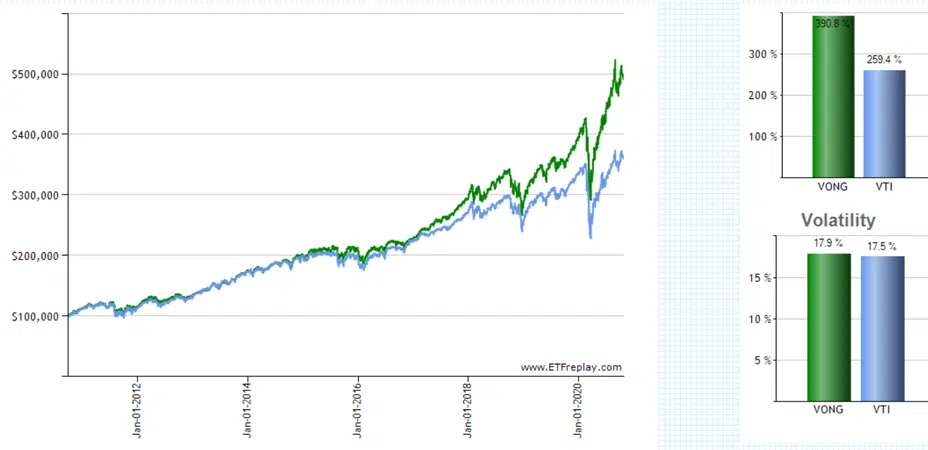 $500,000
$400,000
$300,000
$200,000
$100,000
www.ETFreplay.com
Jan-01-2012
Jan-01-2014
Jan-01-2016
Jan-01-2018
Jan-01-2020
390.8 %
259.4 %
300 %
200 %
100 %
VONG VTI
Volatility
17.9 % 17.5 %
15 %
10 %
5 %
VONG VTI